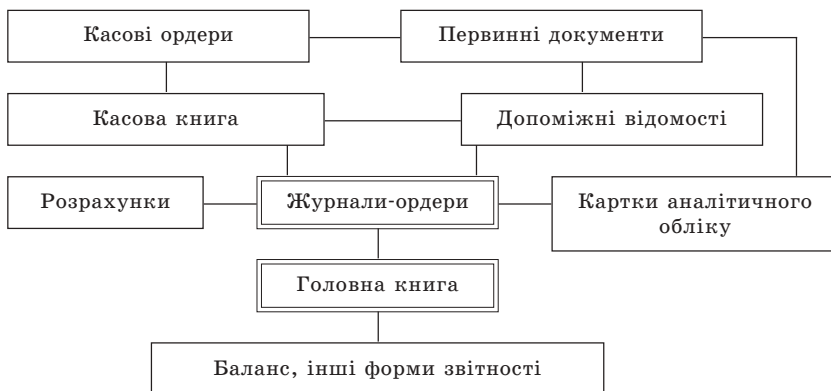 Касові ордери
Первинні документи
Касова книга
Допоміжні відомості
Розрахунки
Журнали-ордери
Картки аналітичного
обліку
Головна книга
Баланс, інші форми звітності